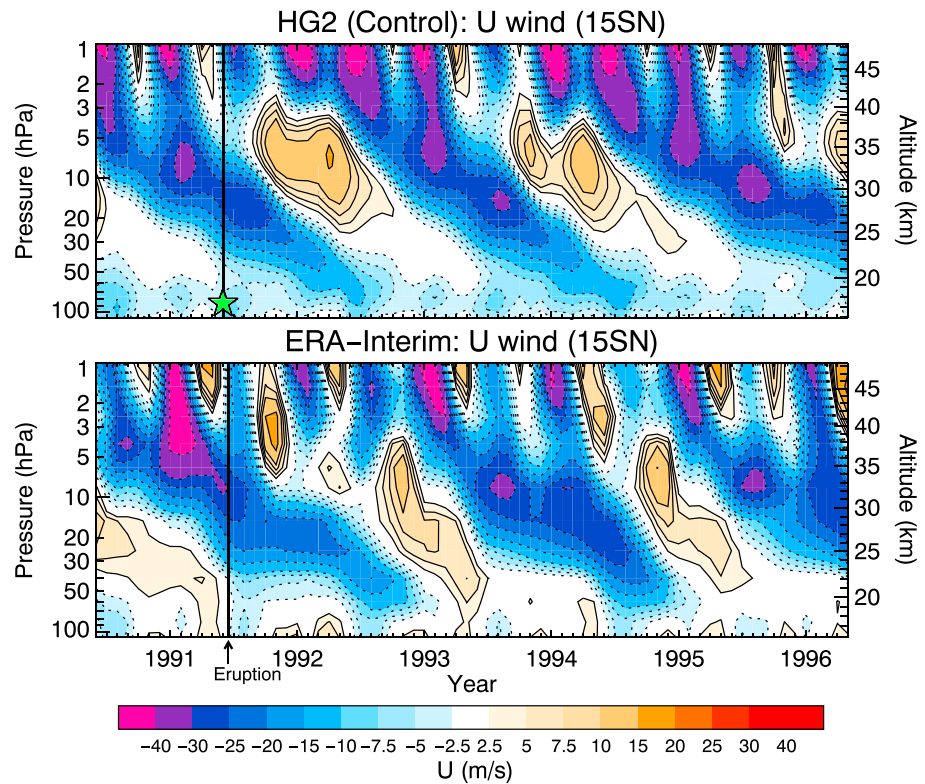 HG2 (Control): U wind (15SN)
Pressure (hPa)
1
2
3
5
10
20
30
50
100
45
40
35
30
25
20
Altitude (km)
ERA−Interim: U wind (15SN)
Pressure (hPa)
1
2
3
5
10
20
30
50
100
45
40
35
30
25
20
Altitude (km)
1991 1992 1993 1994 1995 1996
Eruption
Year
−40 −30 −25 −20 −15 −10 −7.5 −5 −2.5 2.5 5 7.5 10 15 20 25 30 40
U (m/s)